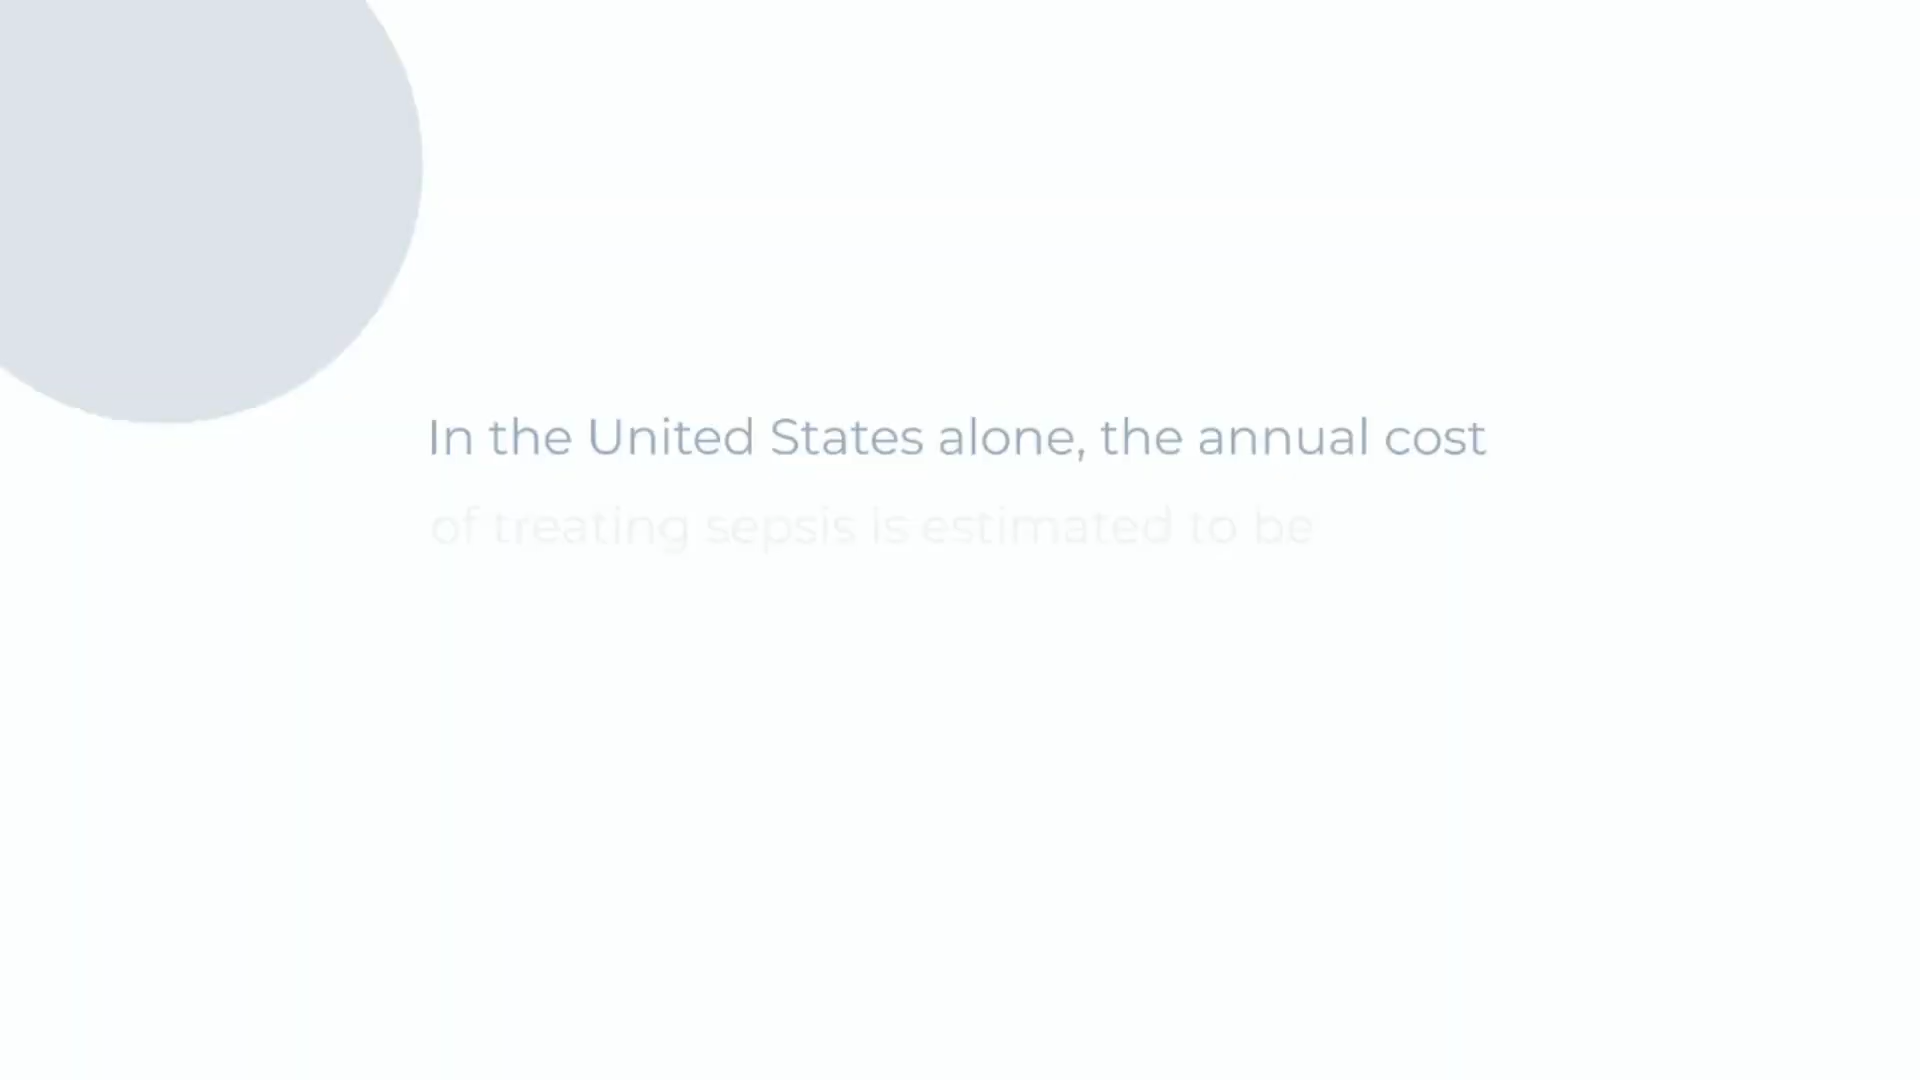 In the United States alone, the annual cost
of treating sepsis is estimated to be